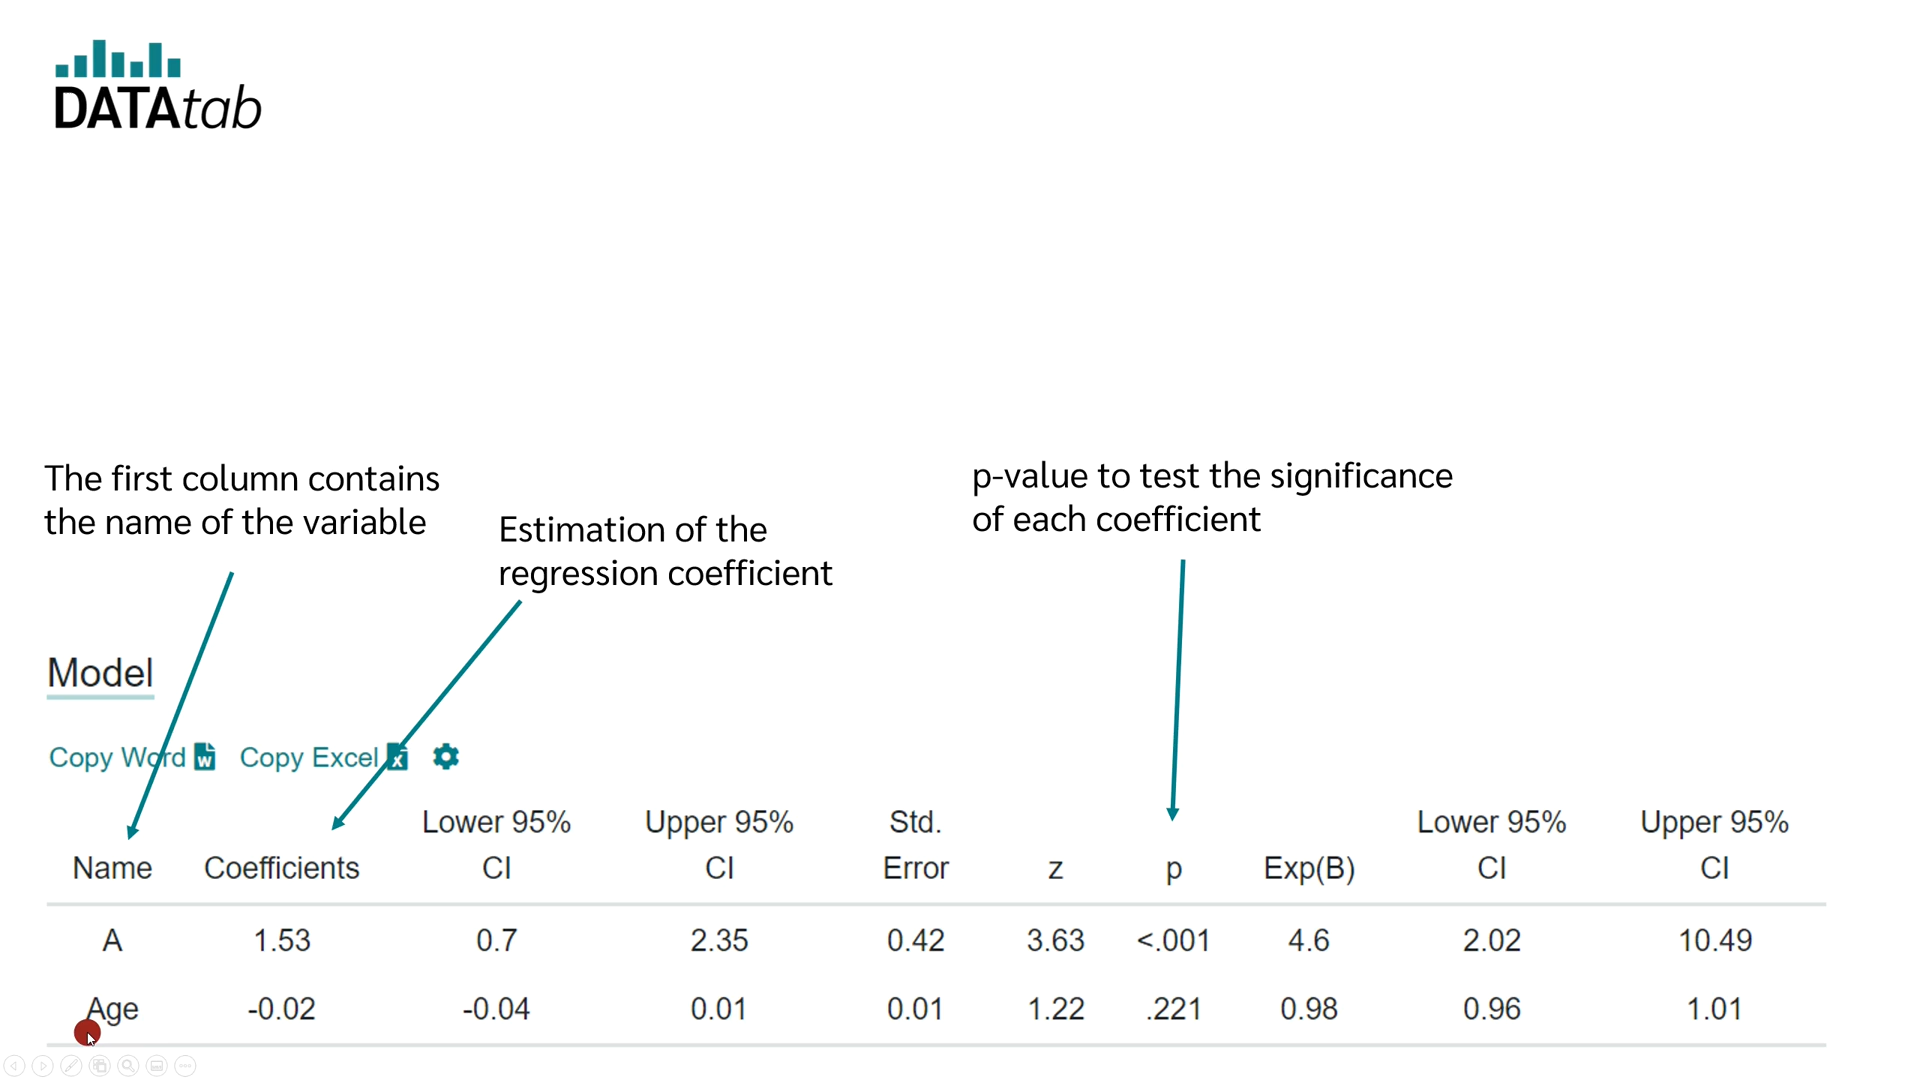 DATAtab
The first column contains
the name of the variable
Estimation of the
regression coefficient
p-value to test the significance
of each coefficient
Model
Copy Word
Copy Excel
Name Coefficients Lower 95% CI Upper 95% CI Std. Error z p Exp(B) Lower 95% CI Upper 95% CI
A 1.53 0.7 2.35 0.42 3.63 <.001 4.6 2.02 10.49
Age -0.02 -0.04 0.01 0.01 1.22 .221 0.98 0.96 1.01